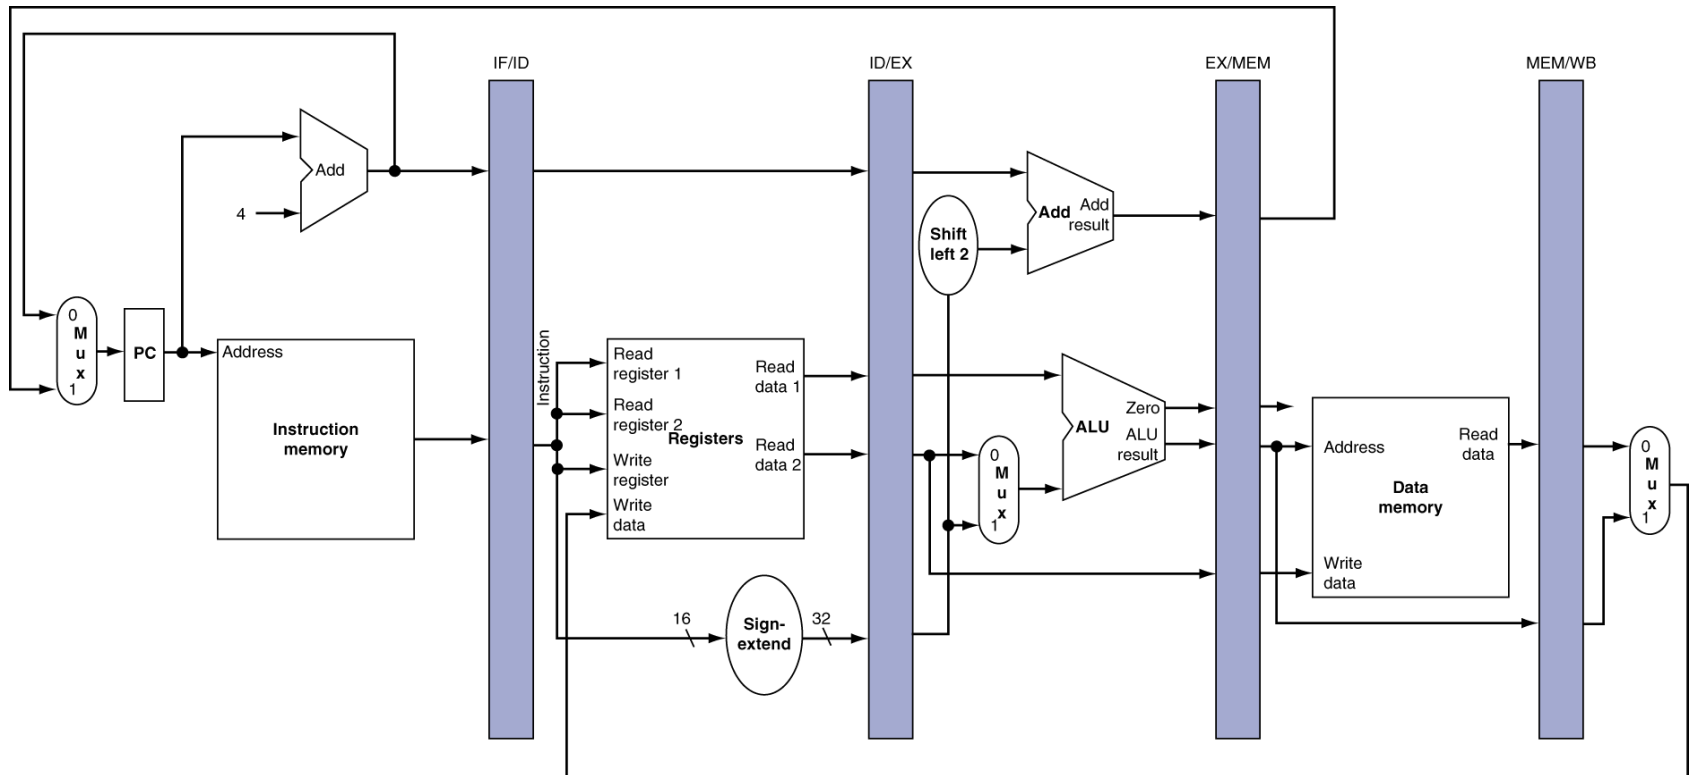 IF/ID
ID/EX
EX/MEM
MEM/WB
Add
4
Add
Add
result
Shift
left 2
0
M
u
x
1
PC
Address
Instruction
memory
Instruction
Read
register 1
Read
register 2
Registers
Write
register
Write
data
Read
data 1
Read
data 2
16
Sign-
extend
32
0
M
u
x
1
Zero
ALU
ALU
result
Address
Read
data
Data
memory
Write
data
0
M
u
x
1